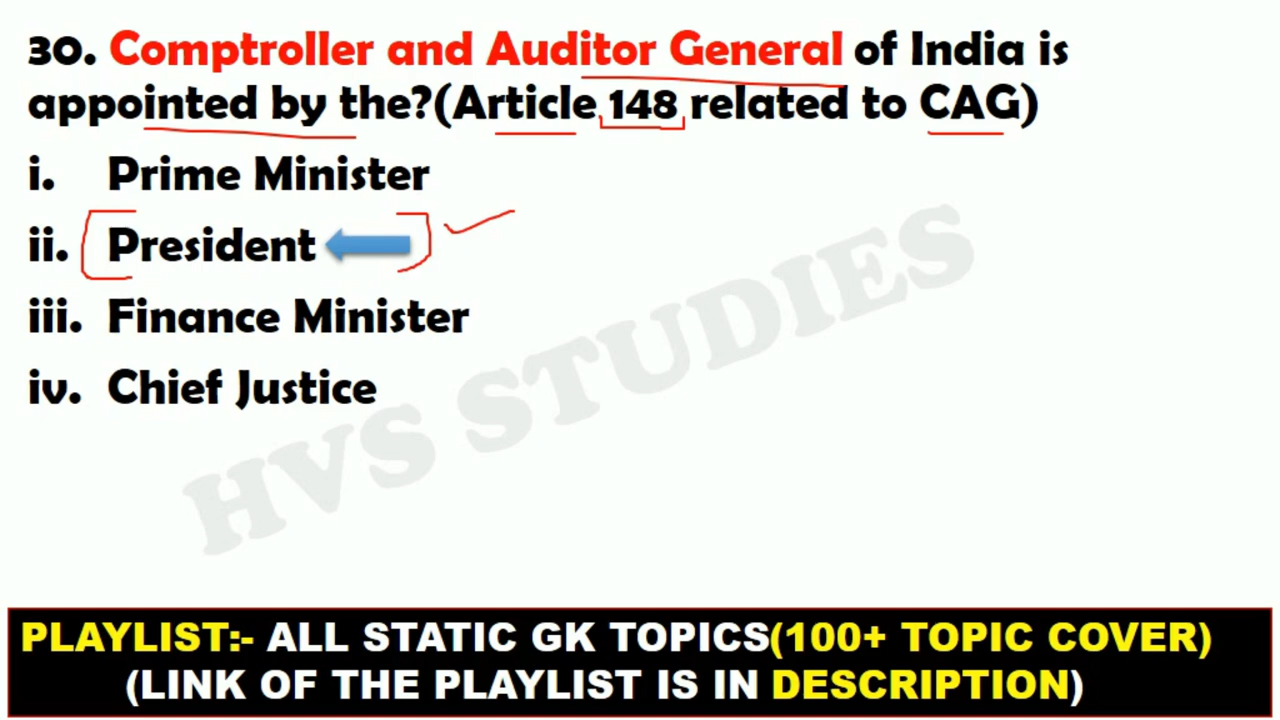 30. Comptroller and Auditor General of India is
appointed by the?(Article 148 related to CAG)
i. Prime Minister
ii. President
iii. Finance Minister
iv. Chief Justice
HVS STUDIES
PLAYLIST:- ALL STATIC GK TOPICS(100+ TOPIC COVER)
(LINK OF THE PLAYLIST IS IN DESCRIPTION)